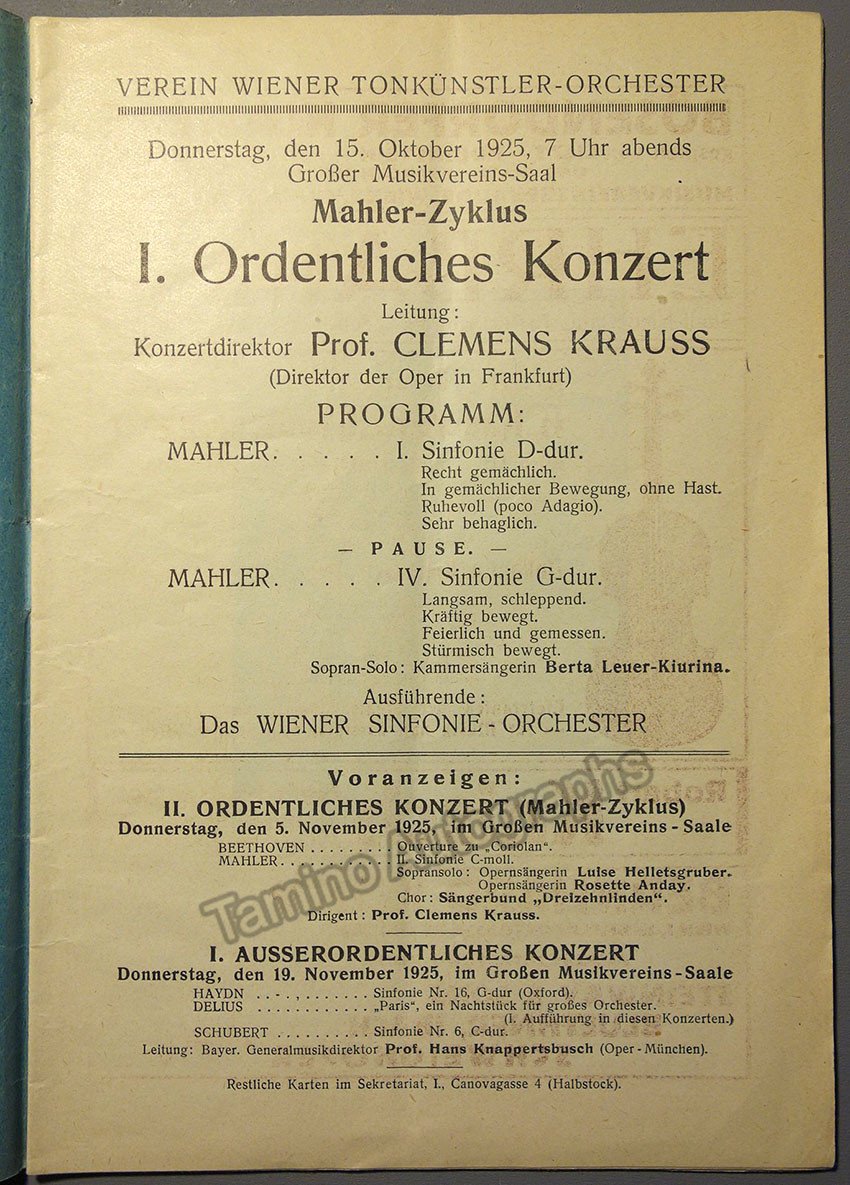 VEREIN WIENER TONKÜNSTLER-ORCHESTER
Donnerstag, den 15. Oktober 1925, 7 Uhr abends
Großer Musikvereins-Saal
Mahler-Zyklus
I. Ordentliches Konzert
Leitung:
Konzertdirektor Prof. CLEMENS KRAUSS
(Direktor der Oper in Frankfurt)
PROGRAMM:
MAHLER. . . . . I. Sinfonie D-dur.
Recht gemächlich.
In gemächlicher Bewegung, ohne Hast.
Ruhevoll (poco Adagio).
Sehr behaglich.
— PAUSE. —
MAHLER. . . . . IV. Sinfonie G-dur.
Langsam, schleppend.
Kräftig bewegt.
Feierlich und gemessen.
Stürmisch bewegt.
Sopran-Solo: Kammersängerin Berta Leuer-Kiurina.
Ausführende:
Das WIENER SINFONIE-ORCHESTER
Voranzeigen:
II. ORDENTLICHES KONZERT (Mahler-Zyklus)
Donnerstag, den 5. November 1925, im Großen Musikvereins-Saale
BEETHOVEN . . . . . . . . . Ouverture zu „Coriolan“.
MAHLER. . . . . . . . . . . . II. Sinfonie C-moll.
Sopransolo: Opernsängerin Luise Helletsgruber.
Opernsängerin Rosette Anday.
Chor: Sängerbund „Dreizehnlinden“.
Dirigent: Prof. Clemens Krauss.
I. AUSSERORDENTLICHES KONZERT
Donnerstag, den 19. November 1925, im Großen Musikvereins-Saale
HAYDN . . - , . . . . . . . Sinfonie Nr. 16, G-dur (Oxford).
DELIUS . . . . . . . . . . . . „Paris“, ein Nachtstück für großes Orchester.
(I. Aufführung in diesen Konzerten.)
SCHUBERT . . . . . . . . . . Sinfonie Nr. 6, C-dur.
Leitung: Bayer. Generalmusikdirektor Prof. Hans Knappertsbusch (Oper-München).
Restliche Karten im Sekretariat, I., Canovagasse 4 (Halbstock).
Tamino Autographs